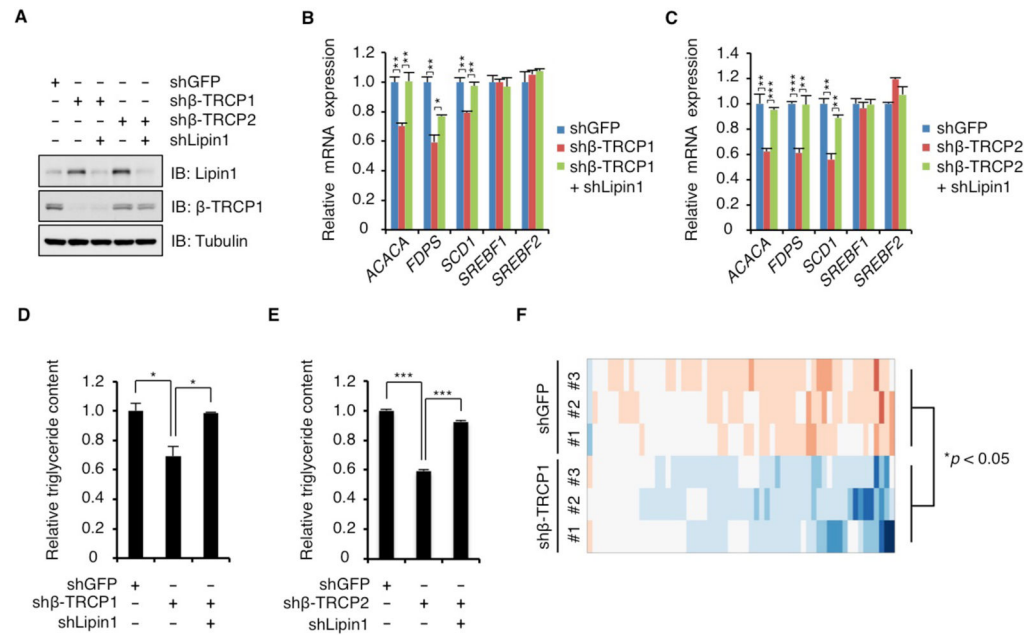 A
+ – – – – shGFP
– + + – – shβ-TRCP1
– – – + + shβ-TRCP2
– – + – + shLipin1
IB: Lipin1
IB: β-TRCP1
IB: Tubulin
B
Relative mRNA expression
1.2
1.0
0.8
0.6
0.4
0.2
0
** ** ** * ** **
ACACA
FDPS
SCD1
SREBF1
SREBF2
shGFP
shβ-TRCP1
shβ-TRCP1
+ shLipin1
C
Relative mRNA expression
1.4
1.2
1.0
0.8
0.6
0.4
0.2
0
** *** *** ** ** **
ACACA
FDPS
SCD1
SREBF1
SREBF2
shGFP
shβ-TRCP2
shβ-TRCP2
+ shLipin1
D
Relative triglyceride content
1.2
1.0
0.8
0.6
0.4
0.2
0
* *
shGFP + – –
shβ-TRCP1 – + +
shLipin1 – – +
E
Relative triglyceride content
1.2
1.0
0.8
0.6
0.4
0.2
0
*** ***
shGFP + – –
shβ-TRCP2 – + +
shLipin1 – – +
F
shGFP
#3
#2
#1
shβ-TRCP1
#3
#2
#1
*p < 0.05